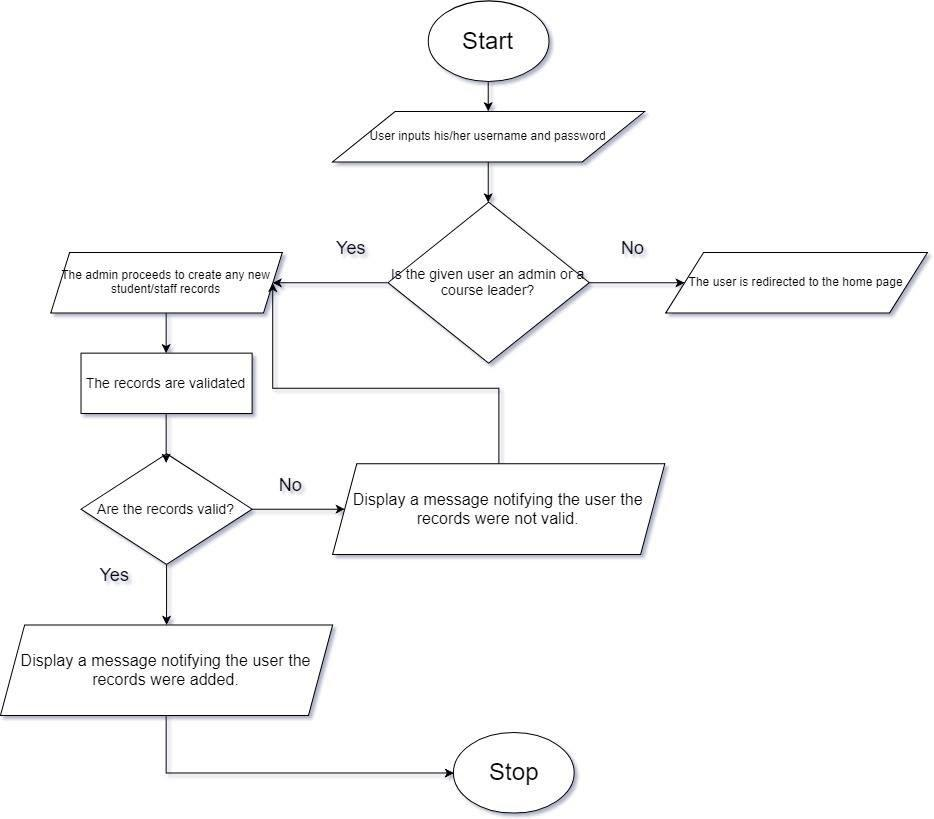 Start
User inputs his/her username and password
Yes
No
Is the given user an admin or a
course leader?
The admin proceeds to create any new
student/staff records
The user is redirected to the home page
The records are validated
Are the records valid?
No
Display a message notifying the user the
records were not valid.
Yes
Display a message notifying the user the
records were added.
Stop